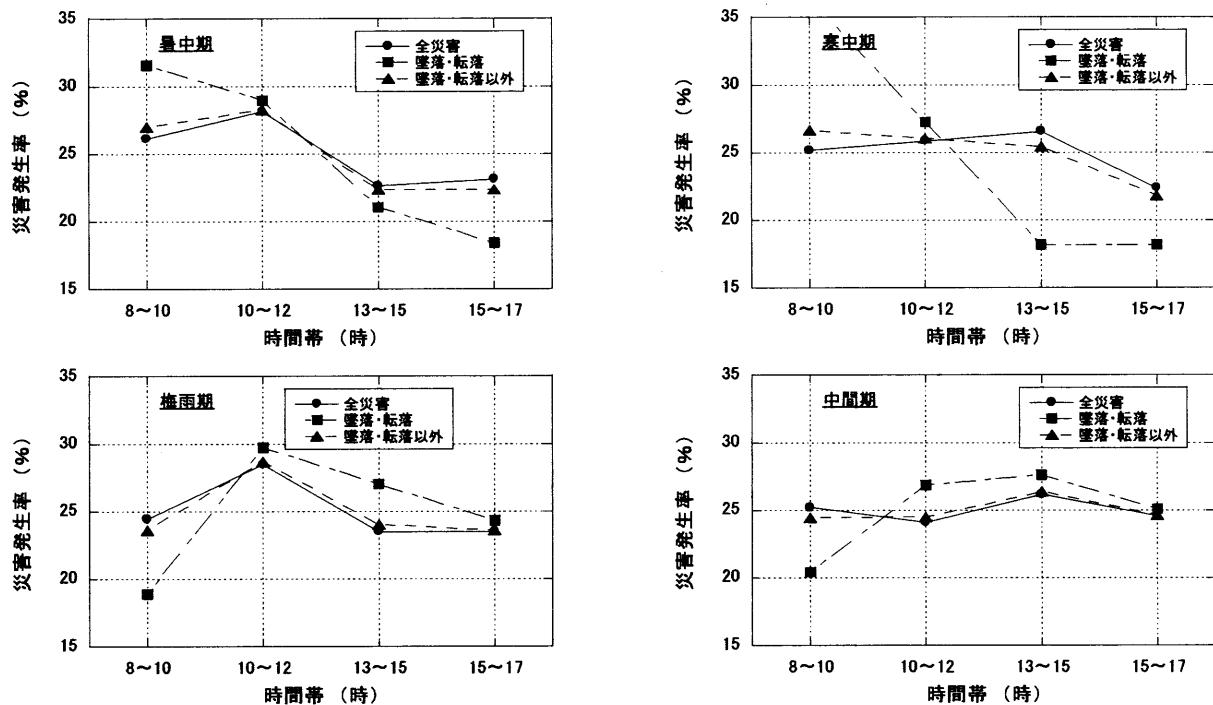 暑中期
全災害
墜落・転落
墜落・転落以外
災害発生率 (%)
35
30
25
20
15
8～10
10～12
13～15
15～17
時間帯 (時)
寒中期
全災害
墜落・転落
墜落・転落以外
災害発生率 (%)
35
30
25
20
15
8～10
10～12
13～15
15～17
時間帯 (時)
梅雨期
全災害
墜落・転落
墜落・転落以外
災害発生率 (%)
35
30
25
20
15
8～10
10～12
13～15
15～17
時間帯 (時)
中間期
全災害
墜落・転落
墜落・転落以外
災害発生率 (%)
35
30
25
20
15
8～10
10～12
13～15
15～17
時間帯 (時)